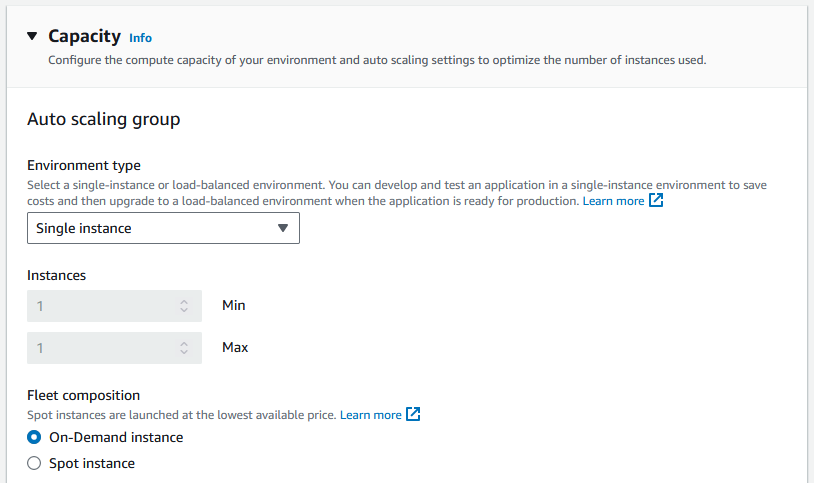 Capacity Info
Configure the compute capacity of your environment and auto scaling settings to optimize the number of instances used.
Auto scaling group
Environment type
Select a single-instance or load-balanced environment. You can develop and test an application in a single-instance environment to save
costs and then upgrade to a load-balanced environment when the application is ready for production. Learn more
Single instance
Instances
1 Min
1 Max
Fleet composition
Spot instances are launched at the lowest available price. Learn more
On-Demand instance
Spot instance